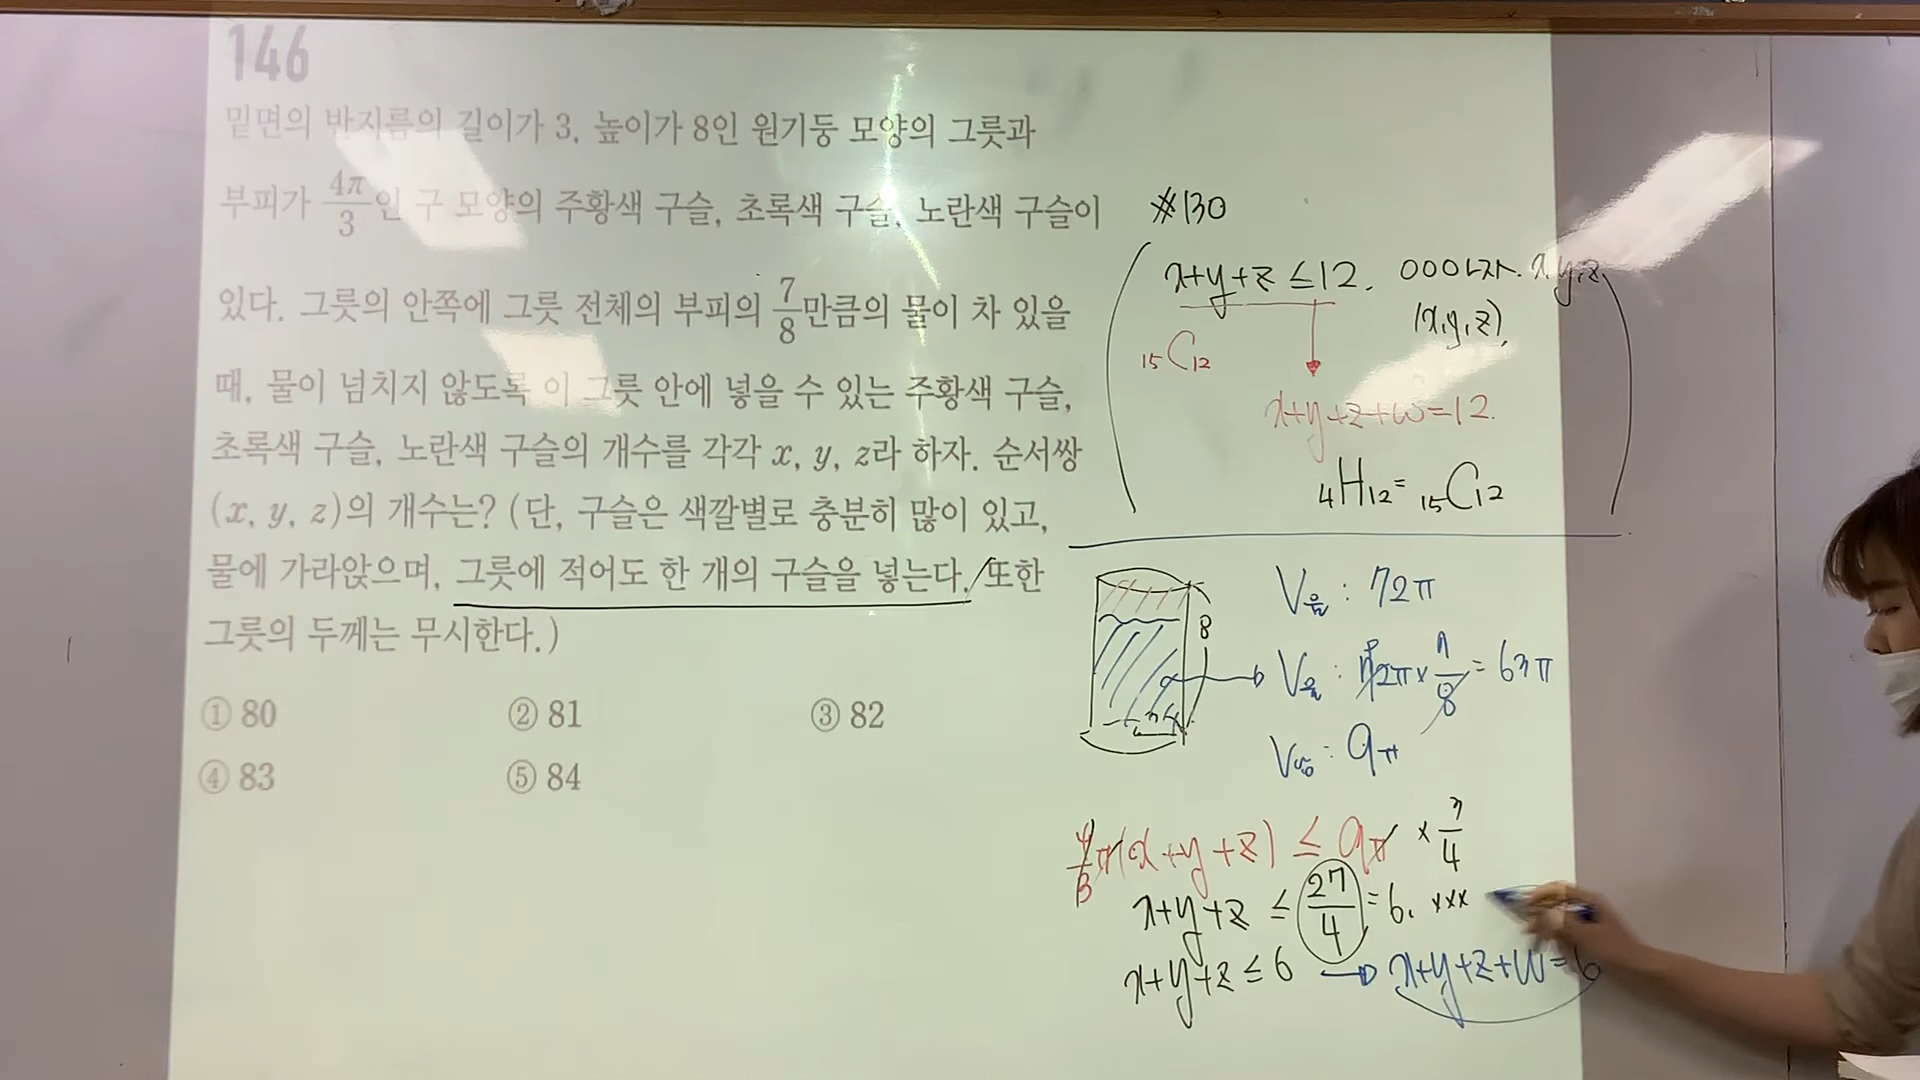 146
밑면의 반지름의 길이가 3, 높이가 8인 원기둥 모양의 그릇과
부피가 4π/3인 구 모양의 주황색 구슬, 초록색 구슬, 노란색 구슬이
있다. 그릇의 안쪽에 그릇 전체의 부피의 7/8만큼의 물이 차 있을
때, 물이 넘치지 않도록 이 그릇 안에 넣을 수 있는 주황색 구슬,
초록색 구슬, 노란색 구슬의 개수를 각각 x, y, z라 하자. 순서쌍
(x, y, z)의 개수는? (단, 구슬은 색깔별로 충분히 많이 있고,
물에 가라앉으며, 그릇에 적어도 한 개의 구슬을 넣는다. 또한
그릇의 두께는 무시한다.)
① 80 ② 81 ③ 82
④ 83 ⑤ 84
#130
x+y+z ≤12. x, y, z
(x, y, z)
₁₅C₁₂
x+y+z+w=12.
₄H₁₂= ₁₅C₁₂
8
V : 72π
V물 : 72π × 7/8 = 63π
V : 9π
4/3 π(x+y+z) ≤ 9π × 3/4
x+y+z ≤ 27/4 = 6. xxx
x+y+z ≤ 6 → x+y+z+w=6